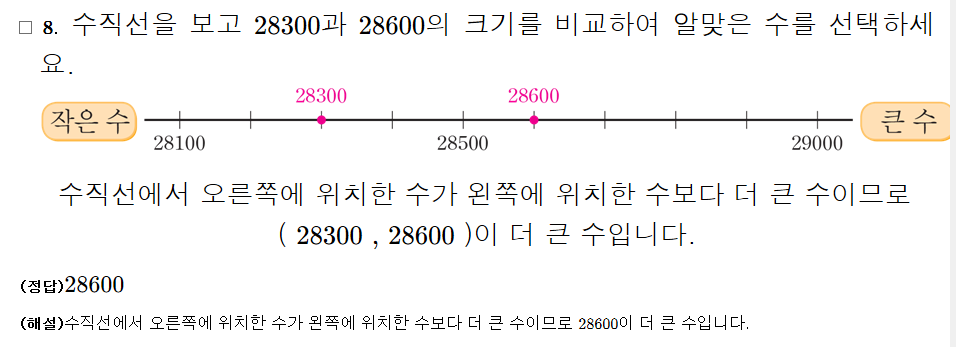 □ 8. 수직선을 보고 28300과 28600의 크기를 비교하여 알맞은 수를 선택하세
요.
28300 28600
작은 수 큰 수
28100 28500 29000
수직선에서 오른쪽에 위치한 수가 왼쪽에 위치한 수보다 더 큰 수이므로
( 28300 , 28600 )이 더 큰 수입니다.
(정답)28600
(해설)수직선에서 오른쪽에 위치한 수가 왼쪽에 위치한 수보다 더 큰 수이므로 28600이 더 큰 수입니다.